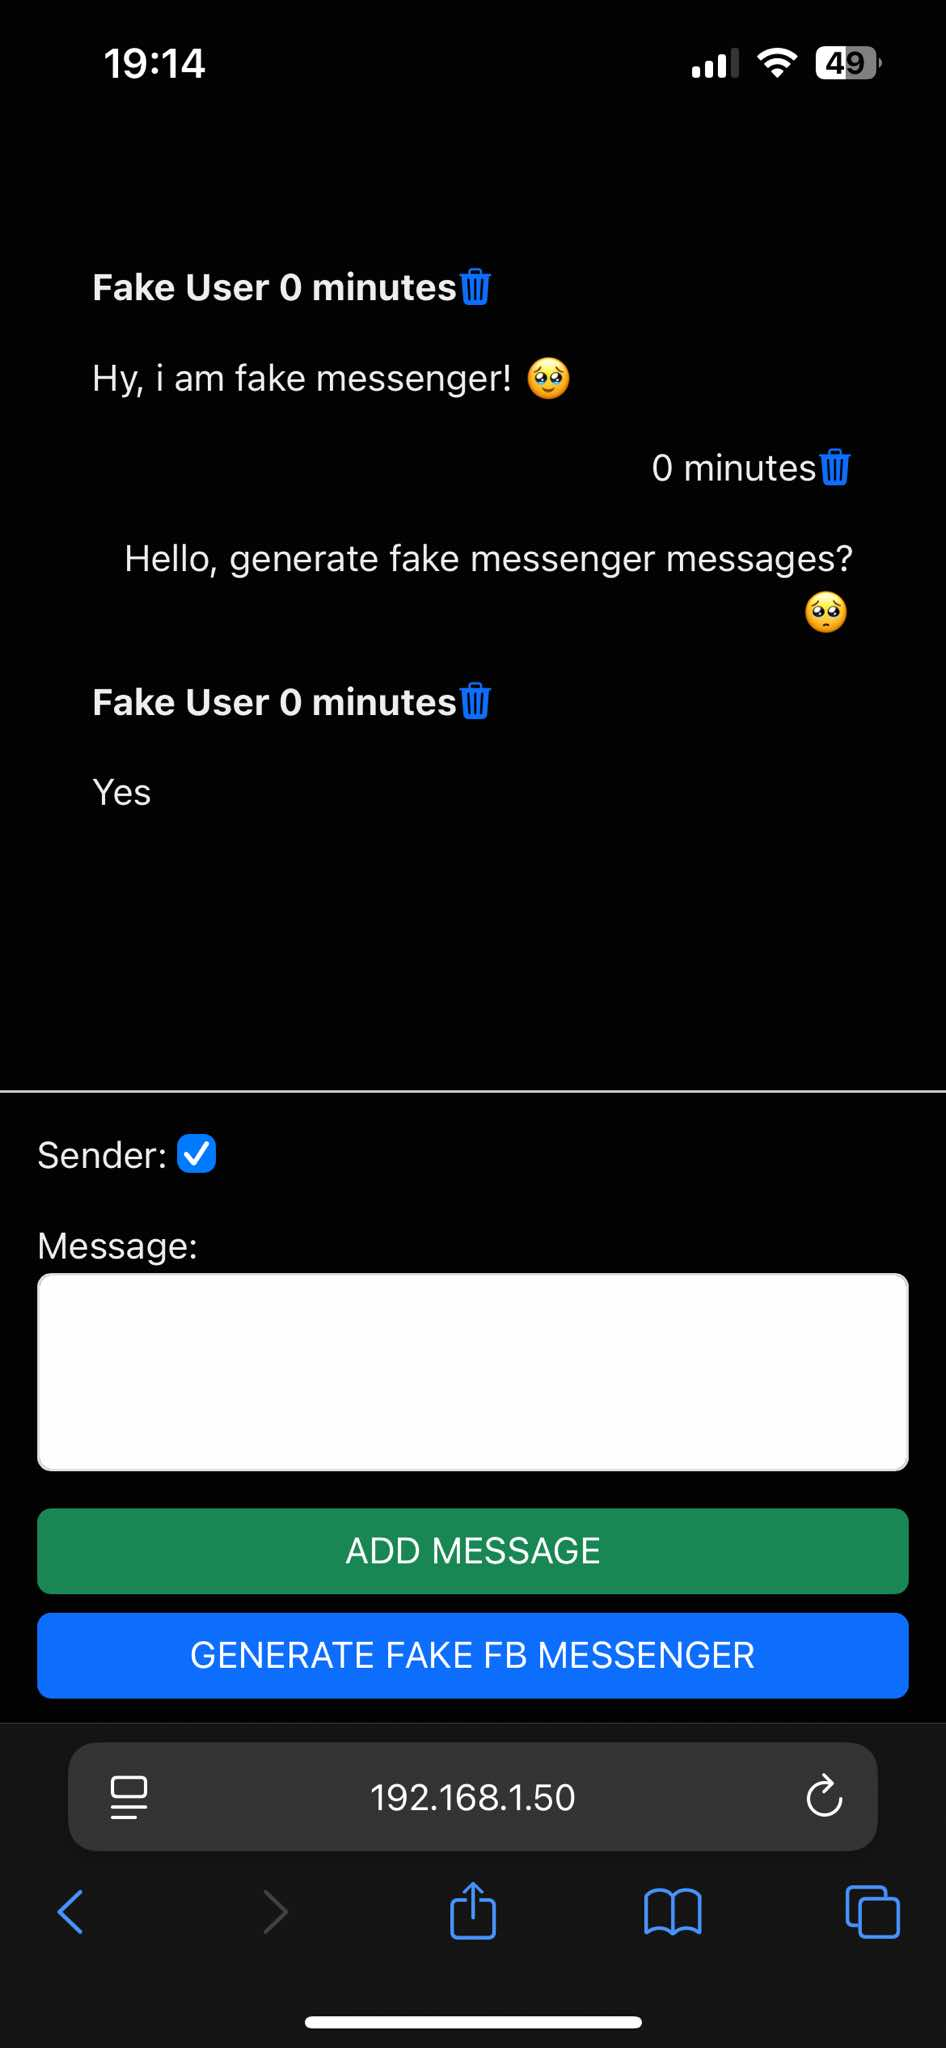 19:14
49
Fake User 0 minutes
Hy, i am fake messenger! 🥹
0 minutes
Hello, generate fake messenger messages?
🥺
Fake User 0 minutes
Yes
Sender:
Message:
ADD MESSAGE
GENERATE FAKE FB MESSENGER
192.168.1.50